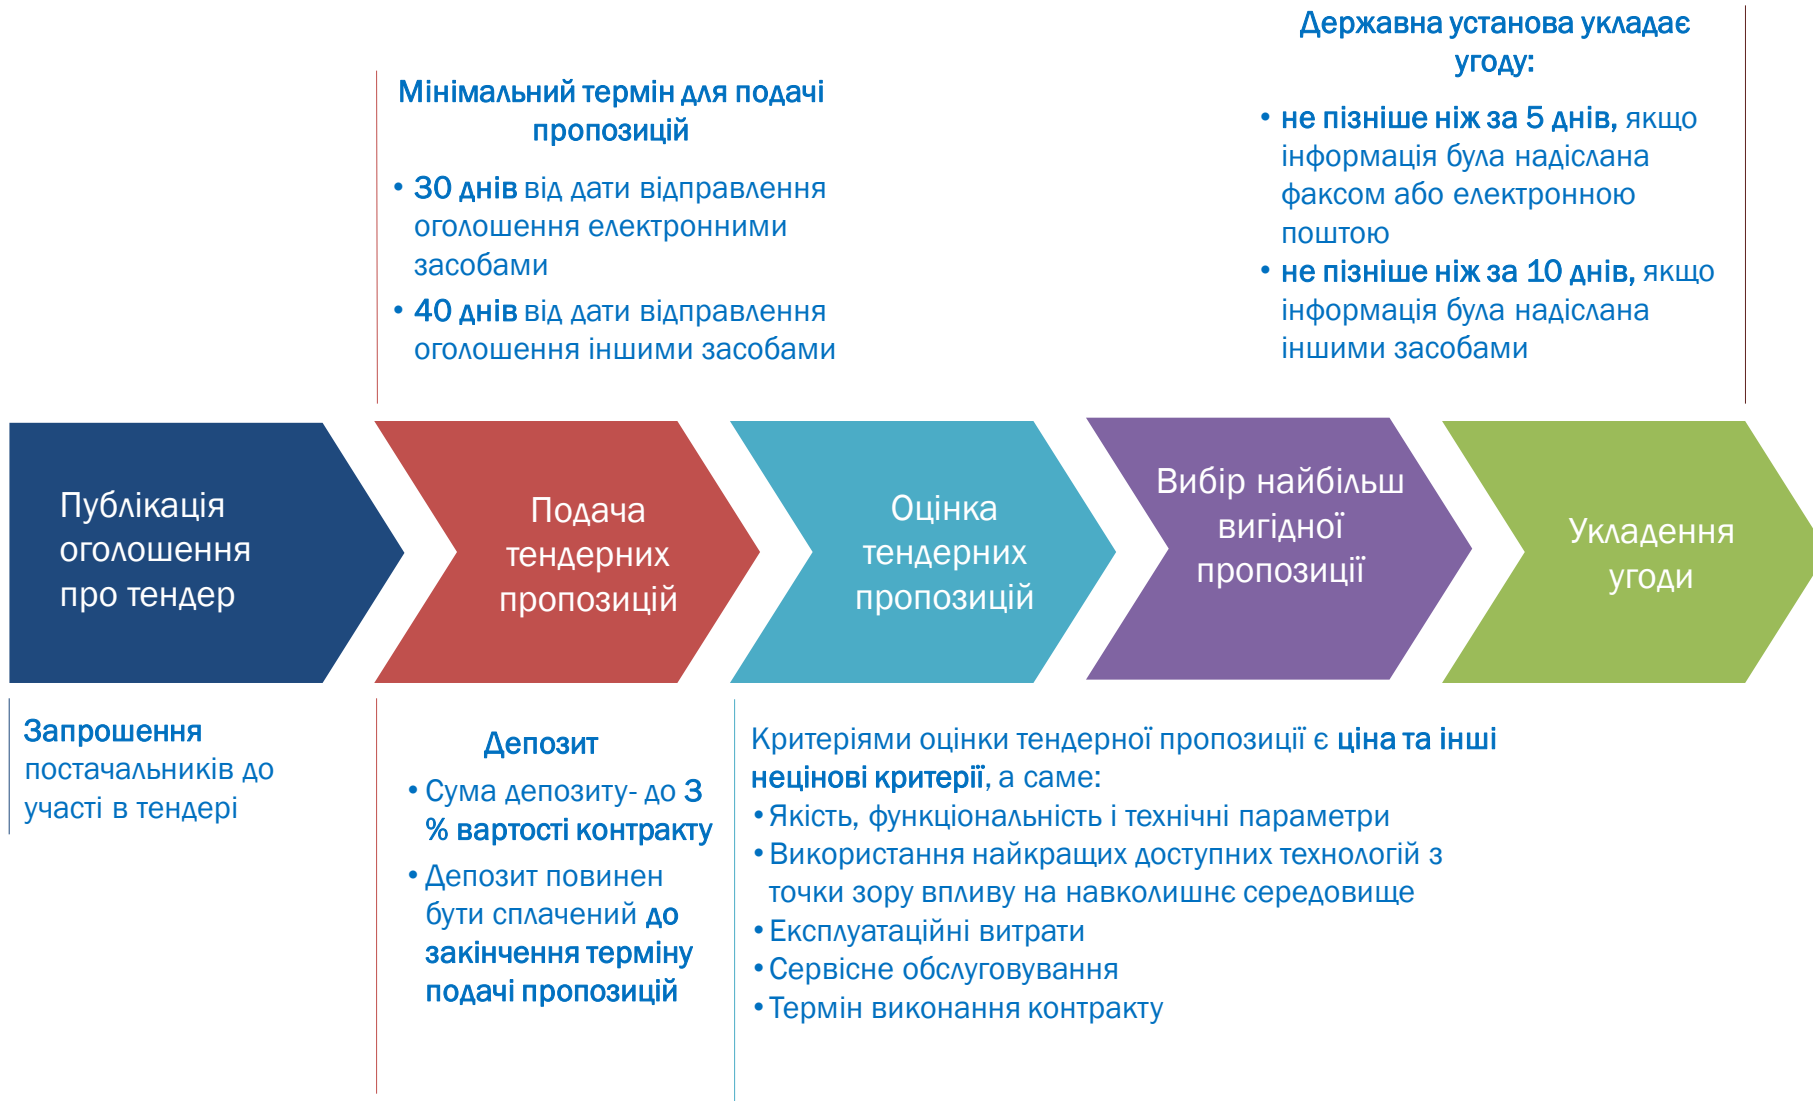 Державна установа укладає
угоду:
• не пізніше ніж за 5 днів, якщо
інформація була надіслана
факсом або електронною
поштою
• не пізніше ніж за 10 днів, якщо
інформація була надіслана
іншими засобами
Мінімальний термін для подачі
пропозицій
• 30 днів від дати відправлення
оголошення електронними
засобами
• 40 днів від дати відправлення
оголошення іншими засобами
Публікація
оголошення
про тендер
Подача
тендерних
пропозицій
Оцінка
тендерних
пропозицій
Вибір найбільш
вигідної
пропозиції
Укладення
угоди
Запрошення
постачальників до
участі в тендері
Депозит
• Сума депозиту- до 3
% вартості контракту
• Депозит повинен
бути сплачений до
закінчення терміну
подачі пропозицій
Критеріями оцінки тендерної пропозиції є ціна та інші
нецінові критерії, а саме:
• Якість, функціональність і технічні параметри
• Використання найкращих доступних технологій з
точки зору впливу на навколишнє середовище
• Експлуатаційні витрати
• Сервісне обслуговування
• Термін виконання контракту